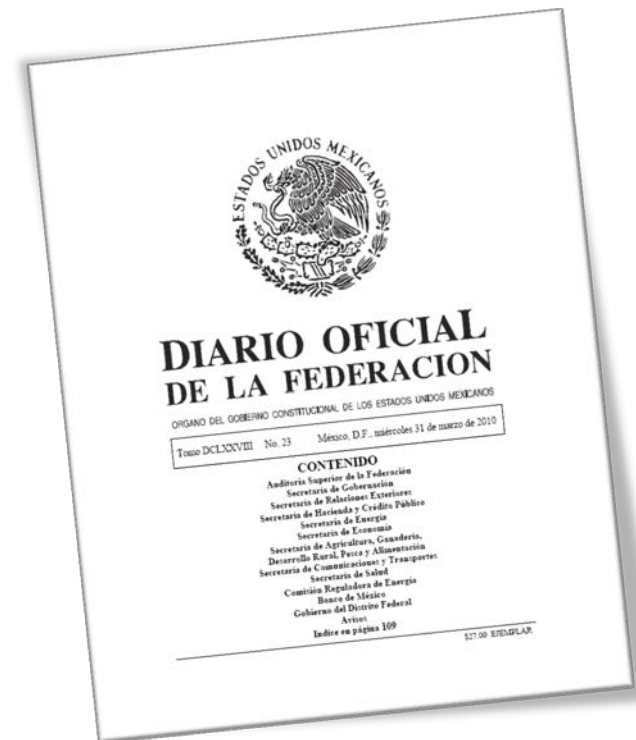 ESTADOS UNIDOS MEXICANOS
DIARIO OFICIAL
DE LA FEDERACION
ORGANO DEL GOBIERNO CONSTITUCIONAL DE LOS ESTADOS UNIDOS MEXICANOS
Tomo DCLXXVIII No. 23 México, D.F., miércoles 31 de marzo de 2010
CONTENIDO
Auditoría Superior de la Federación
Secretaría de Gobernación
Secretaría de Relaciones Exteriores
Secretaría de Hacienda y Crédito Público
Secretaría de Energía
Secretaría de Economía
Secretaría de Agricultura, Ganadería,
Desarrollo Rural, Pesca y Alimentación
Secretaría de Comunicaciones y Transportes
Secretaría de Salud
Comisión Reguladora de Energía
Banco de México
Gobierno del Distrito Federal
Avisos
Indice en página 109
$27.00 EJEMPLAR